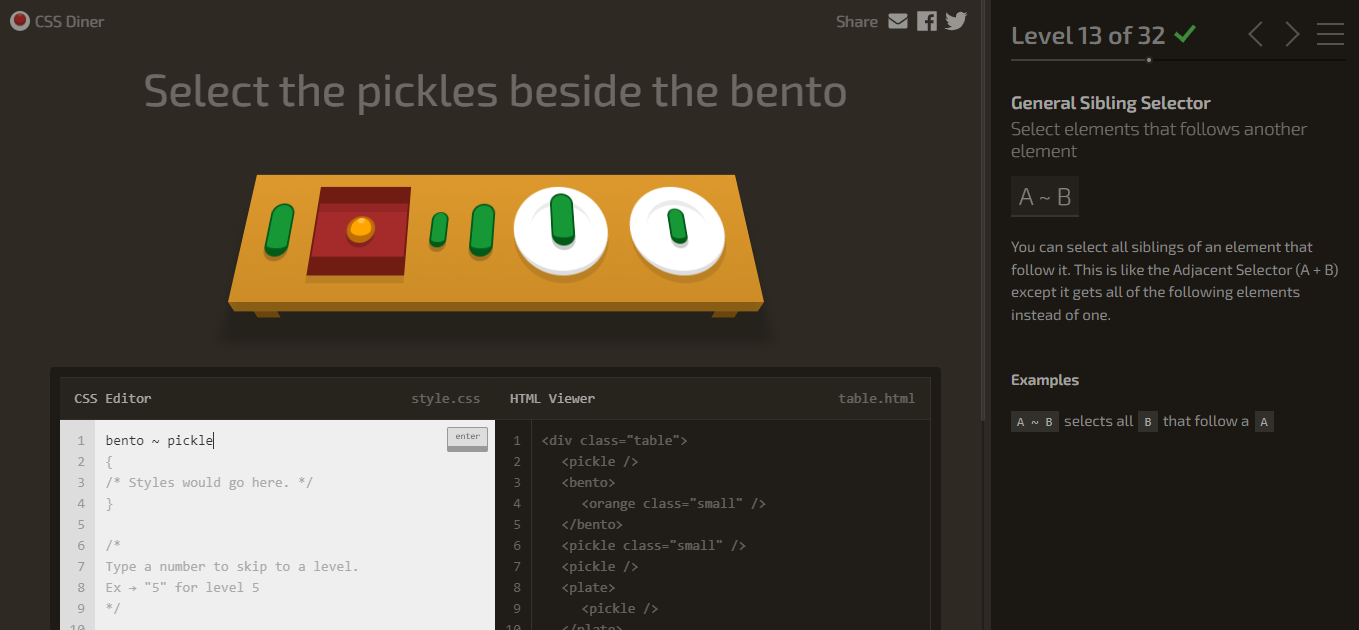 CSS Diner
Share
Select the pickles beside the bento
CSS Editor
style.css
1 bento ~ pickle
enter
2 {
3 /* Styles would go here. */
4 }
5
6 /*
7 Type a number to skip to a level.
8 Ex → "5" for level 5
9 */
10
HTML Viewer
table.html
1 <div class="table">
2 <pickle />
3 <bento>
4 <orange class="small" />
5 </bento>
6 <pickle class="small" />
7 <pickle />
8 <plate>
9 <pickle />
10 </plate>
Level 13 of 32
General Sibling Selector
Select elements that follows another
element
A ~ B
You can select all siblings of an element that
follow it. This is like the Adjacent Selector (A + B)
except it gets all of the following elements
instead of one.
Examples
A ~ B selects all B that follow a A